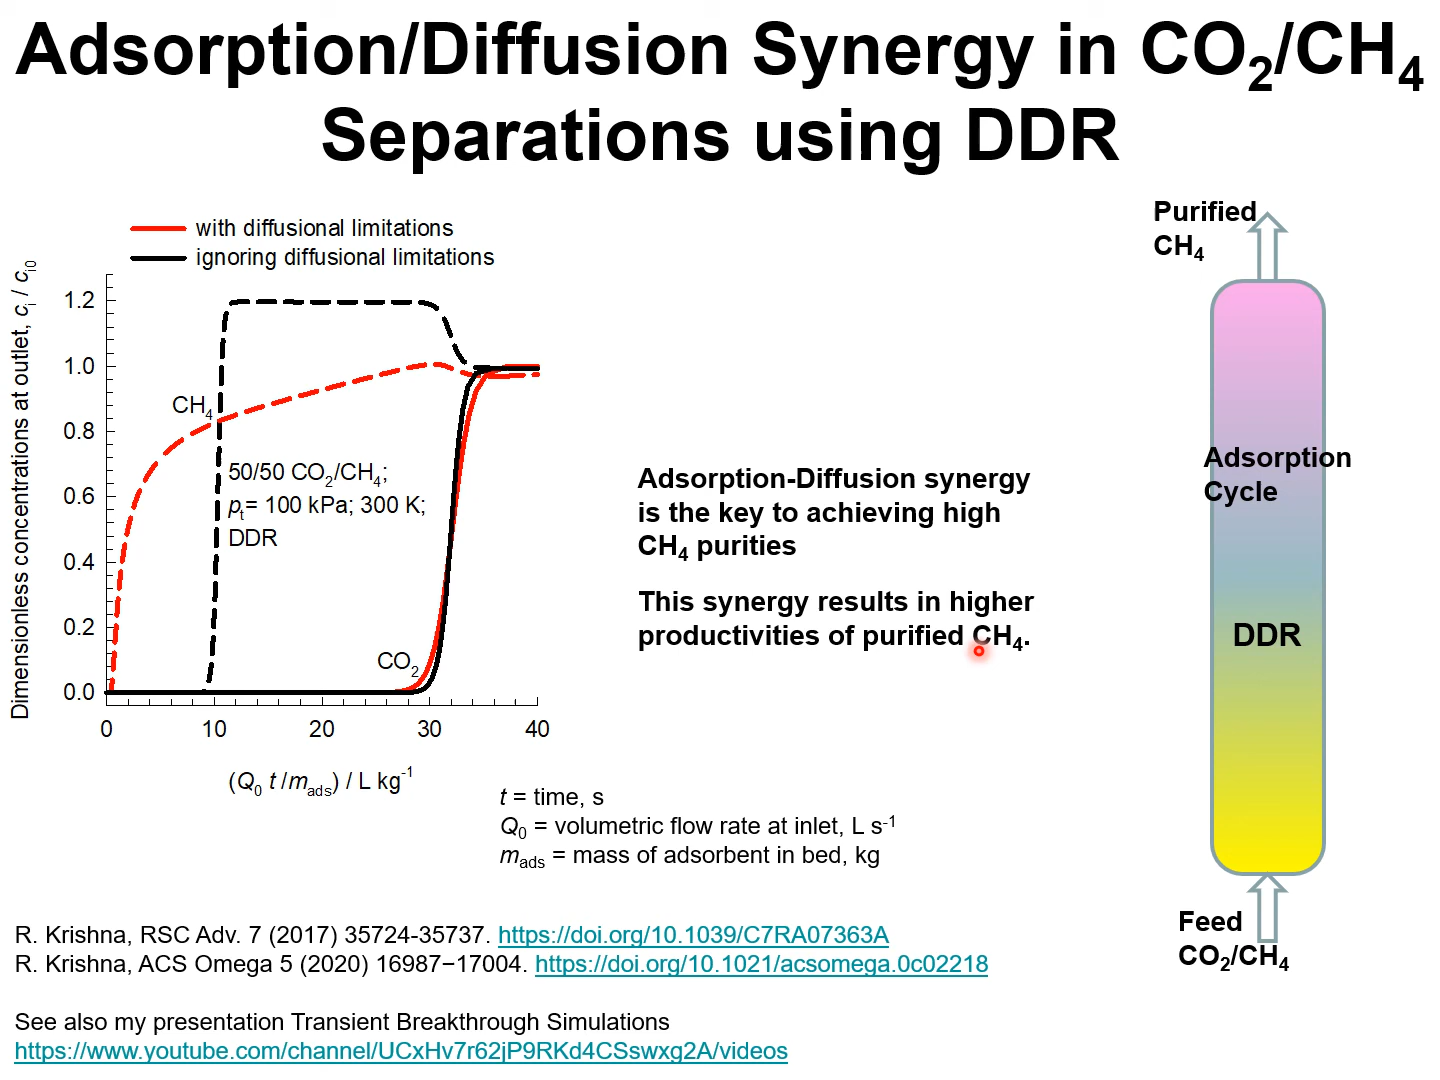 Adsorption/Diffusion Synergy in CO₂/CH₄
Separations using DDR
with diffusional limitations
ignoring diffusional limitations
Dimensionless concentrations at outlet, cᵢ / cᵢ₀
1.2
1.0
0.8
0.6
0.4
0.2
0.0
CH₄
50/50 CO₂/CH₄;
pₜ= 100 kPa; 300 K;
DDR
CO₂
0 10 20 30 40
(Q₀ t /mₐdₛ) / L kg⁻¹
t = time, s
Q₀ = volumetric flow rate at inlet, L s⁻¹
mₐdₛ = mass of adsorbent in bed, kg
Adsorption-Diffusion synergy
is the key to achieving high
CH₄ purities
This synergy results in higher
productivities of purified CH₄.
Purified
CH₄
Adsorption
Cycle
DDR
Feed
CO₂/CH₄
R. Krishna, RSC Adv. 7 (2017) 35724-35737. https://doi.org/10.1039/C7RA07363A
R. Krishna, ACS Omega 5 (2020) 16987−17004. https://doi.org/10.1021/acsomega.0c02218
See also my presentation Transient Breakthrough Simulations
https://www.youtube.com/channel/UCxHv7r62jP9RKd4CSswxg2A/videos